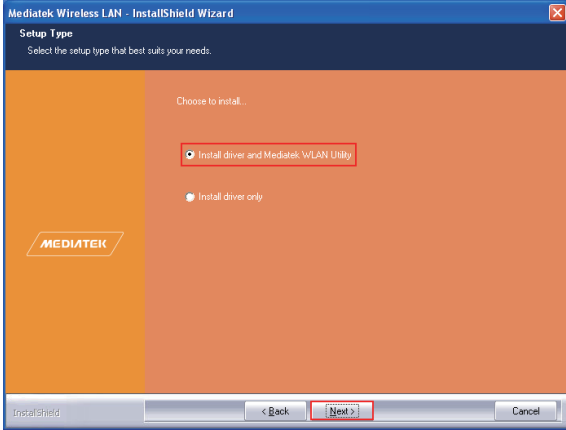 Mediatek Wireless LAN - InstallShield Wizard
Setup Type
Select the setup type that best suits your needs.
Choose to install...
Install driver and Mediatek WLAN Utility
Install driver only
MEDIATEK
InstallShield
< Back
Next >
Cancel